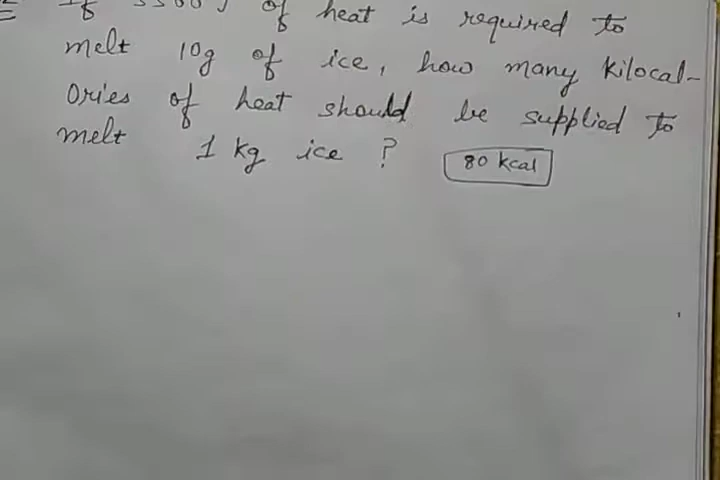 of heat is required to
melt 10g of ice, how many kilocal-
ories of heat should be supplied to
melt 1 kg ice ? 80 kcal